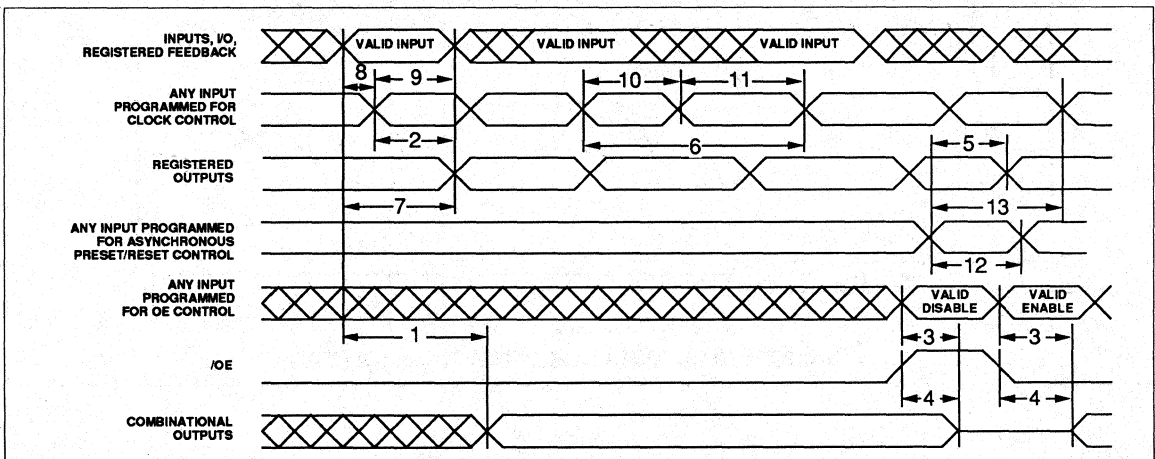 INPUTS, I/O,
REGISTERED FEEDBACK
VALID INPUT
VALID INPUT
VALID INPUT
8
9
10
11
ANY INPUT
PROGRAMMED FOR
CLOCK CONTROL
2
6
5
REGISTERED
OUTPUTS
7
13
ANY INPUT PROGRAMMED
FOR ASYNCHRONOUS
PRESET/RESET CONTROL
12
ANY INPUT
PROGRAMMED
FOR OE CONTROL
VALID
DISABLE
VALID
ENABLE
1
3
3
/OE
4
4
COMBINATIONAL
OUTPUTS